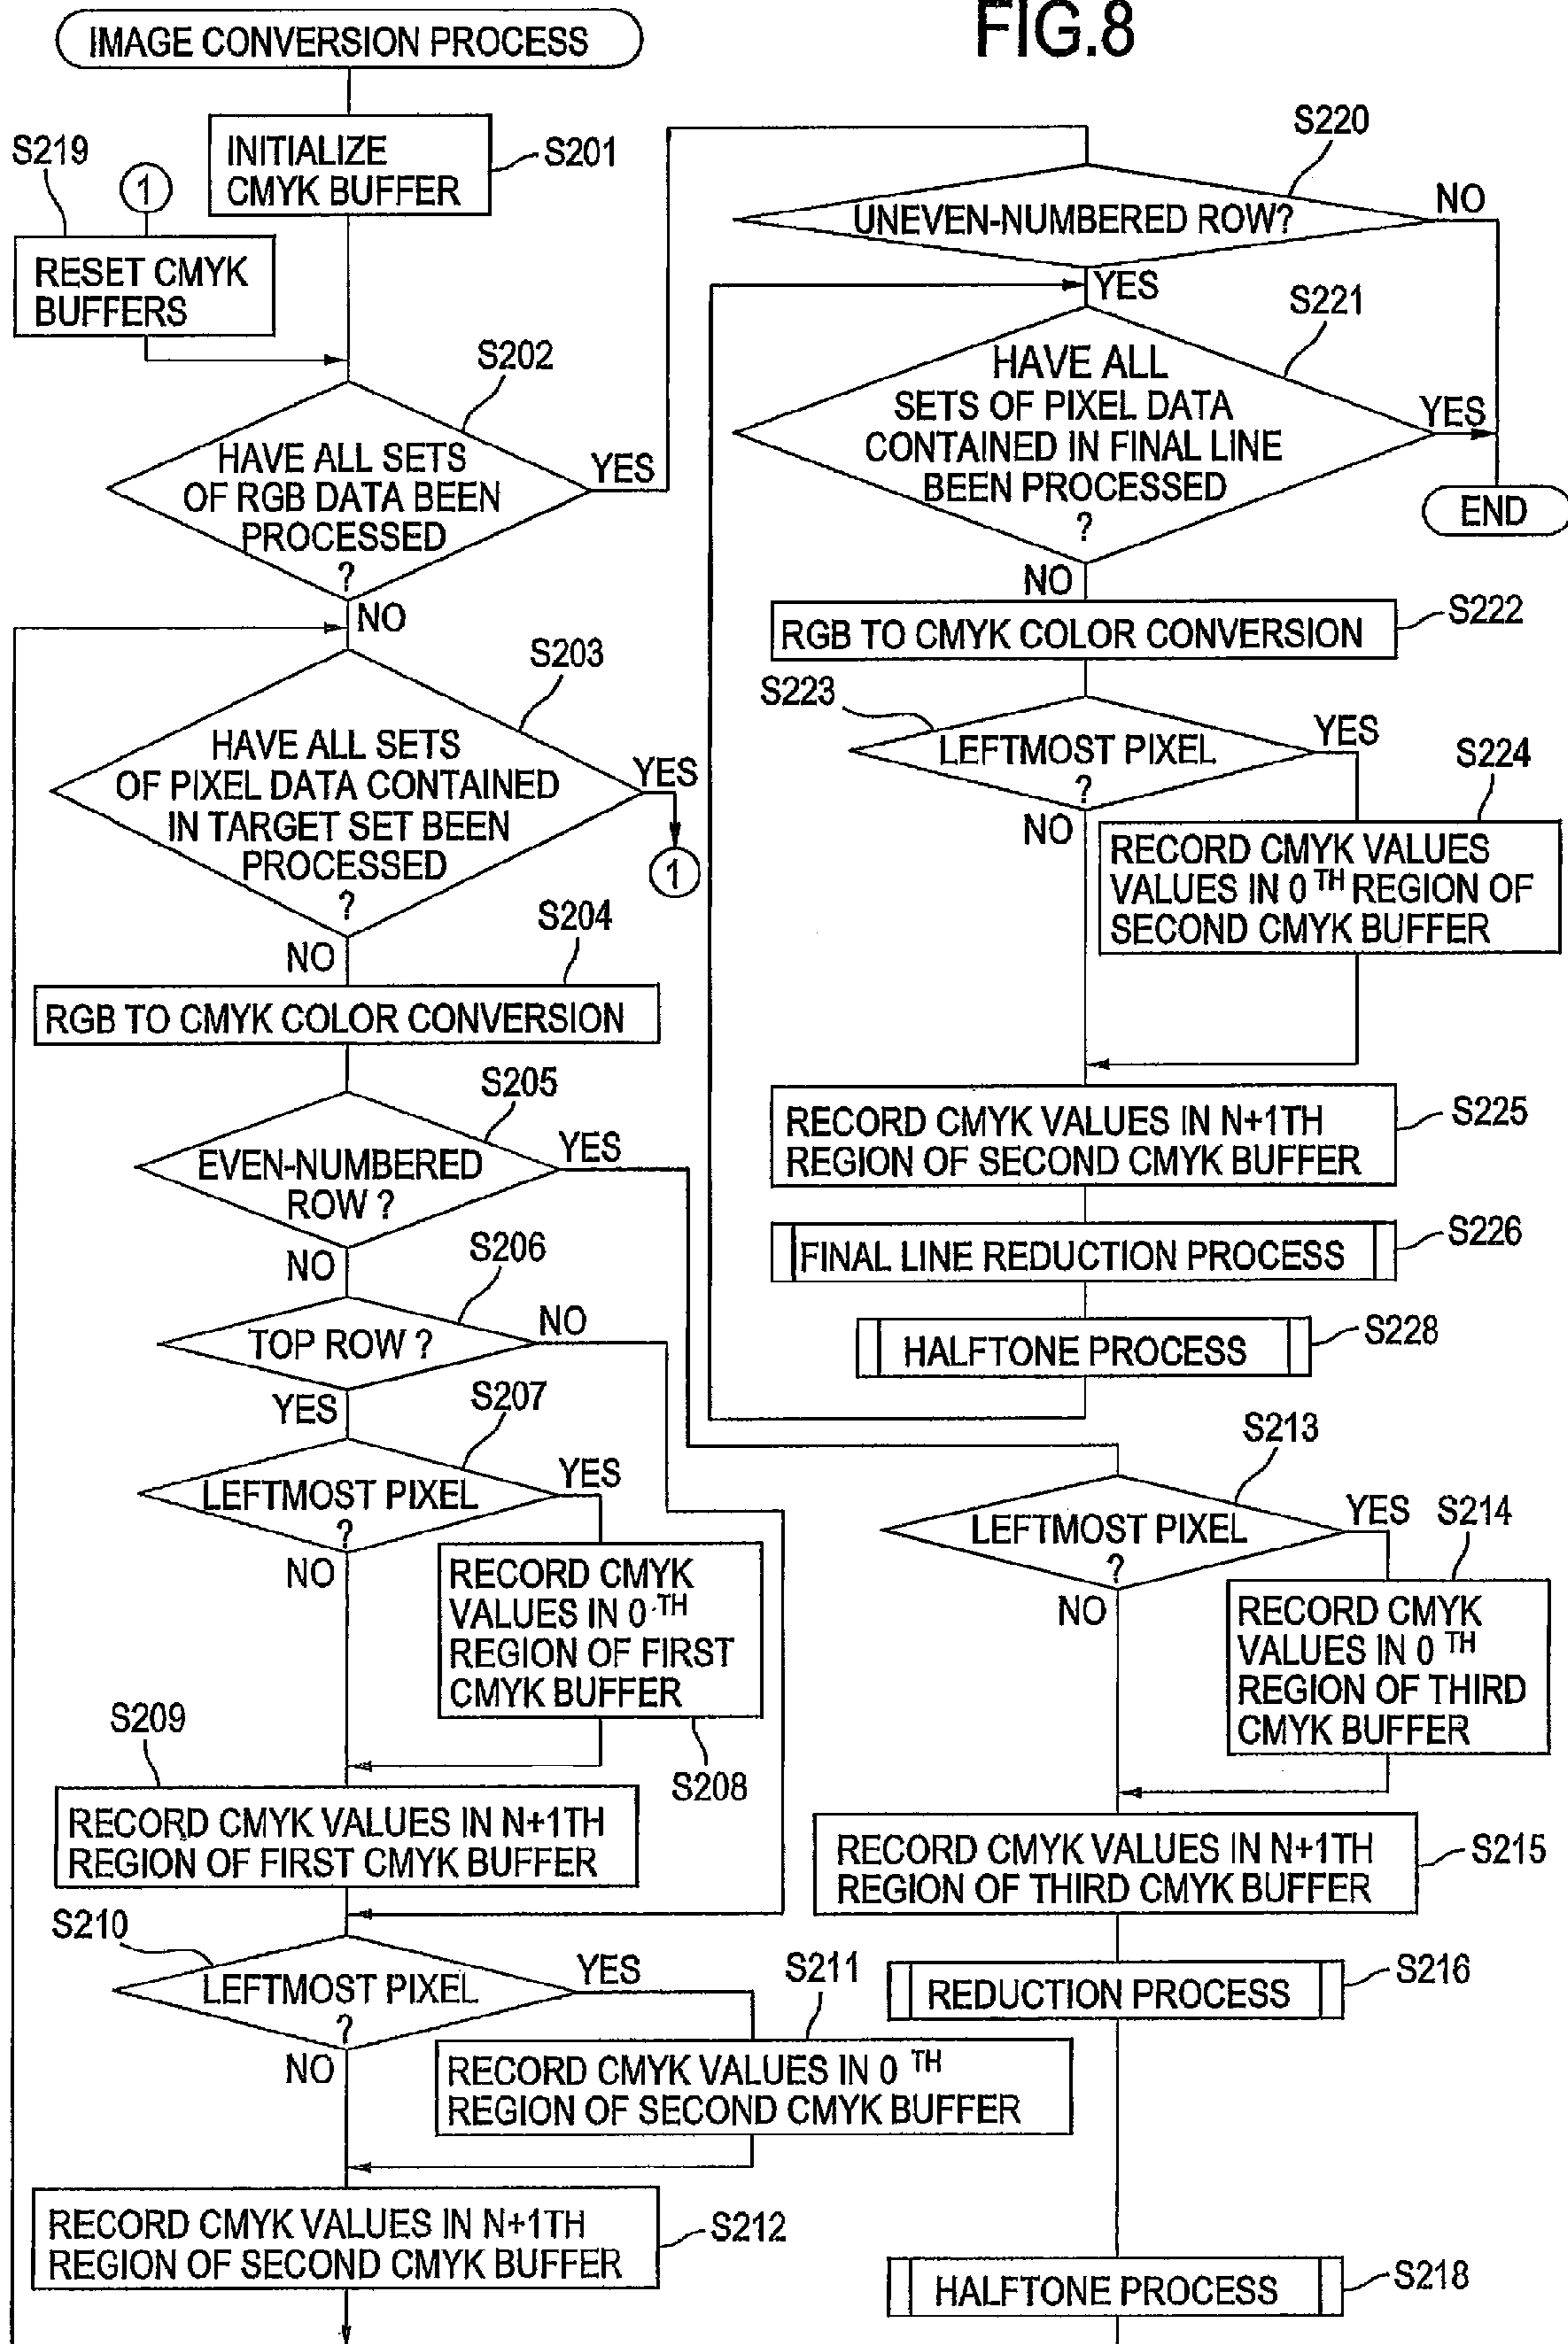 FIG.8
IMAGE CONVERSION PROCESS
INITIALIZE
CMYK BUFFER
S201
S219
1
RESET CMYK
BUFFERS
S202
HAVE ALL SETS
OF RGB DATA BEEN
PROCESSED
?
YES
NO
S203
HAVE ALL SETS
OF PIXEL DATA CONTAINED
IN TARGET SET BEEN
PROCESSED
?
YES
1
NO
S204
RGB TO CMYK COLOR CONVERSION
S205
EVEN-NUMBERED
ROW ?
YES
NO
S206
TOP ROW ?
NO
YES
S207
LEFTMOST PIXEL
?
YES
NO
RECORD CMYK
VALUES IN 0 TH
REGION OF FIRST
CMYK BUFFER
S208
S209
RECORD CMYK VALUES IN N+1TH
REGION OF FIRST CMYK BUFFER
S210
LEFTMOST PIXEL
?
YES
NO
S211
RECORD CMYK VALUES IN 0 TH
REGION OF SECOND CMYK BUFFER
RECORD CMYK VALUES IN N+1TH
REGION OF SECOND CMYK BUFFER
S212
S220
UNEVEN-NUMBERED ROW?
NO
YES
S221
HAVE ALL
SETS OF PIXEL DATA
CONTAINED IN FINAL LINE
BEEN PROCESSED
?
YES
END
NO
RGB TO CMYK COLOR CONVERSION
S222
S223
LEFTMOST PIXEL
?
YES
NO
S224
RECORD CMYK VALUES
VALUES IN 0 TH REGION OF
SECOND CMYK BUFFER
RECORD CMYK VALUES IN N+1TH
REGION OF SECOND CMYK BUFFER
S225
FINAL LINE REDUCTION PROCESS
S226
HALFTONE PROCESS
S228
S213
LEFTMOST PIXEL
?
YES
NO
S214
RECORD CMYK
VALUES IN 0 TH
REGION OF THIRD
CMYK BUFFER
RECORD CMYK VALUES IN N+1TH
REGION OF THIRD CMYK BUFFER
S215
REDUCTION PROCESS
S216
HALFTONE PROCESS
S218